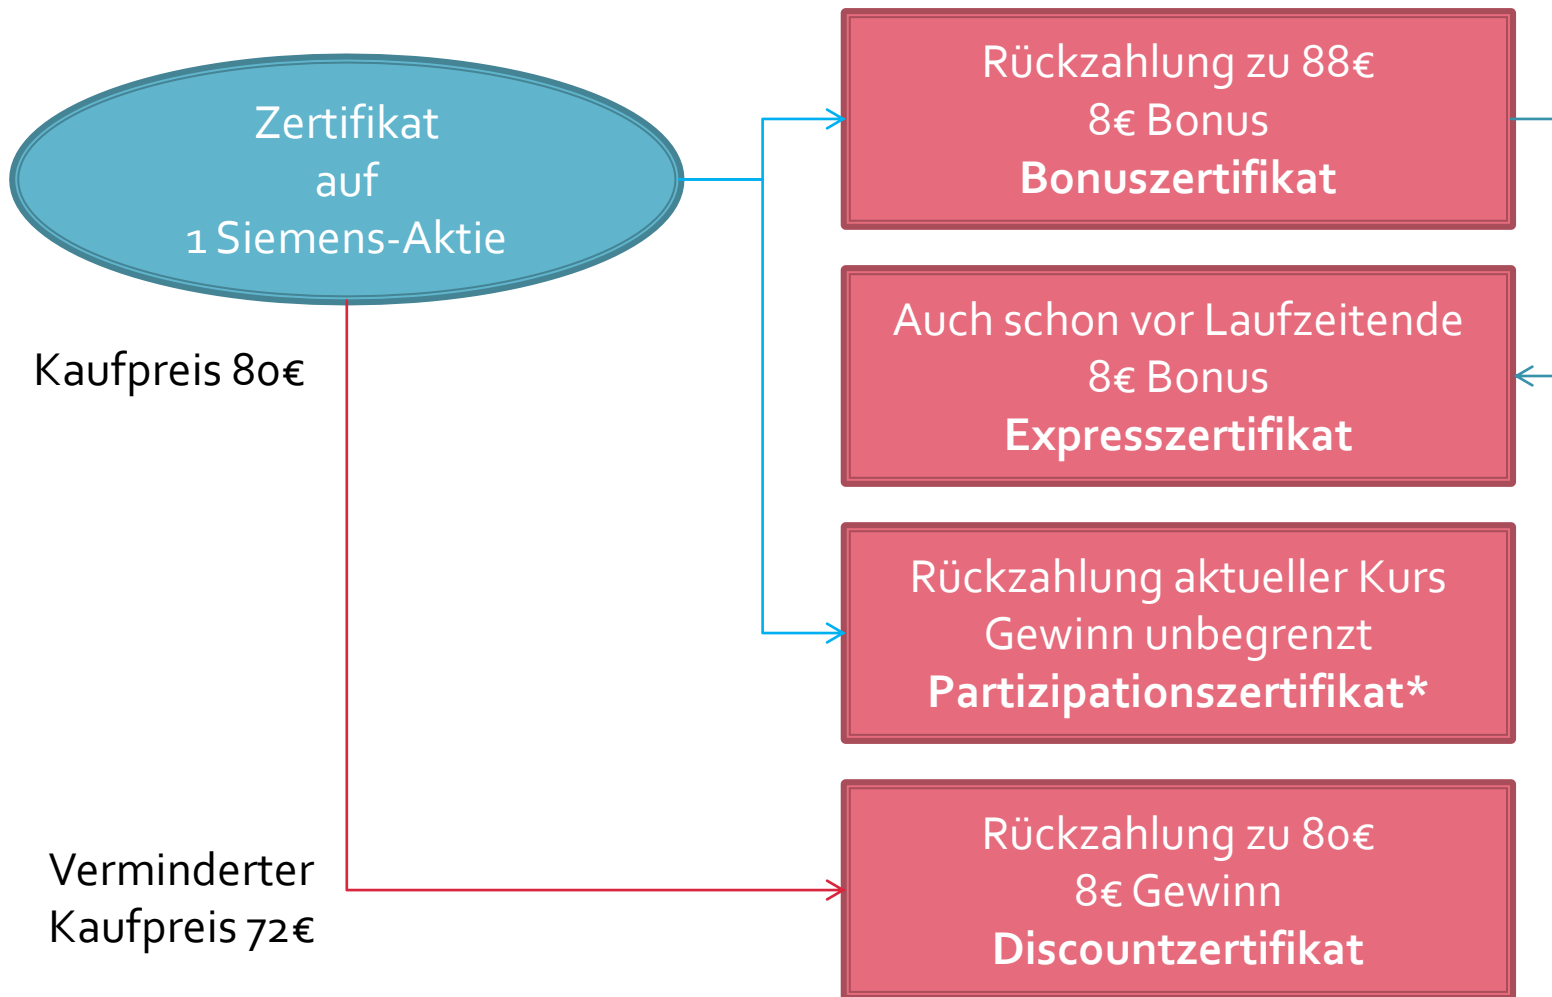 Zertifikat
auf
1 Siemens-Aktie
Kaufpreis 80€
Verminderter
Kaufpreis 72€
Rückzahlung zu 88€
8€ Bonus
Bonuszertifikat
Auch schon vor Laufzeitende
8€ Bonus
Expresszertifikat
Rückzahlung aktueller Kurs
Gewinn unbegrenzt
Partizipationszertifikat*
Rückzahlung zu 80€
8€ Gewinn
Discountzertifikat